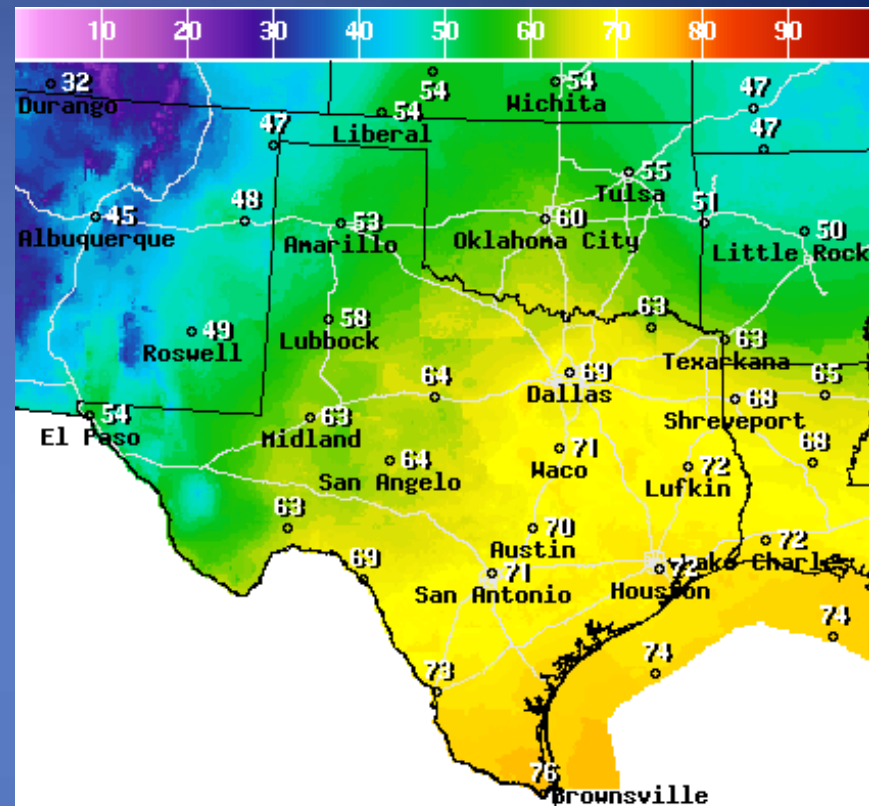 10 20 30 40 50 60 70 80 90
32
Durango
54
54
Liberal
54
Wichita
47
47
47
55
Tulsa
45
Albuquerque
48
53
Amarillo
60
Oklahoma City
51
50
Little Rock
49
Roswell
58
Lubbock
63
63
Texarkana
69
Dallas
64
65
68
Shreveport
54
El Paso
63
Midland
64
San Angelo
71
Waco
72
Lufkin
68
63
70
Austin
72
69
71
San Antonio
72
Houston
74
74
73
76
Brownsville